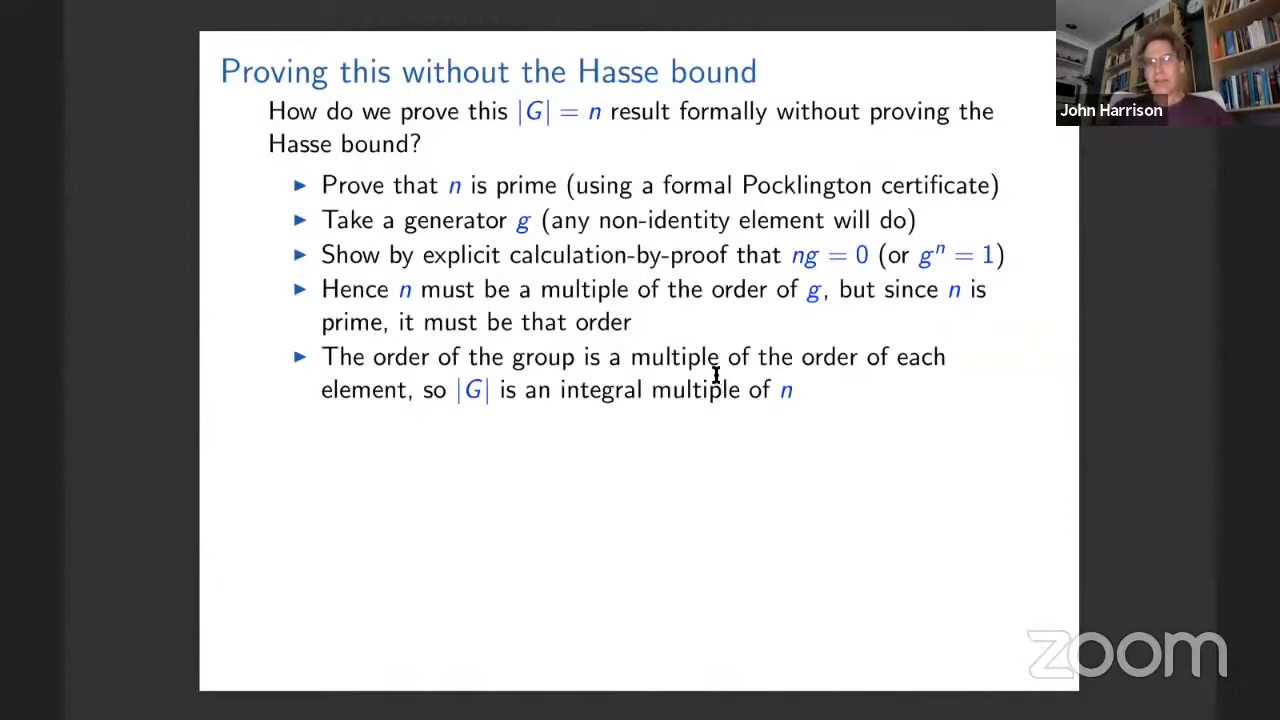 Proving this without the Hasse bound
How do we prove this |G| = n result formally without proving the
Hasse bound?
▶ Prove that n is prime (using a formal Pocklington certificate)
▶ Take a generator g (any non-identity element will do)
▶ Show by explicit calculation-by-proof that ng = 0 (or gⁿ = 1)
▶ Hence n must be a multiple of the order of g, but since n is
prime, it must be that order
▶ The order of the group is a multiple of the order of each
element, so |G| is an integral multiple of n
John Harrison
zoom